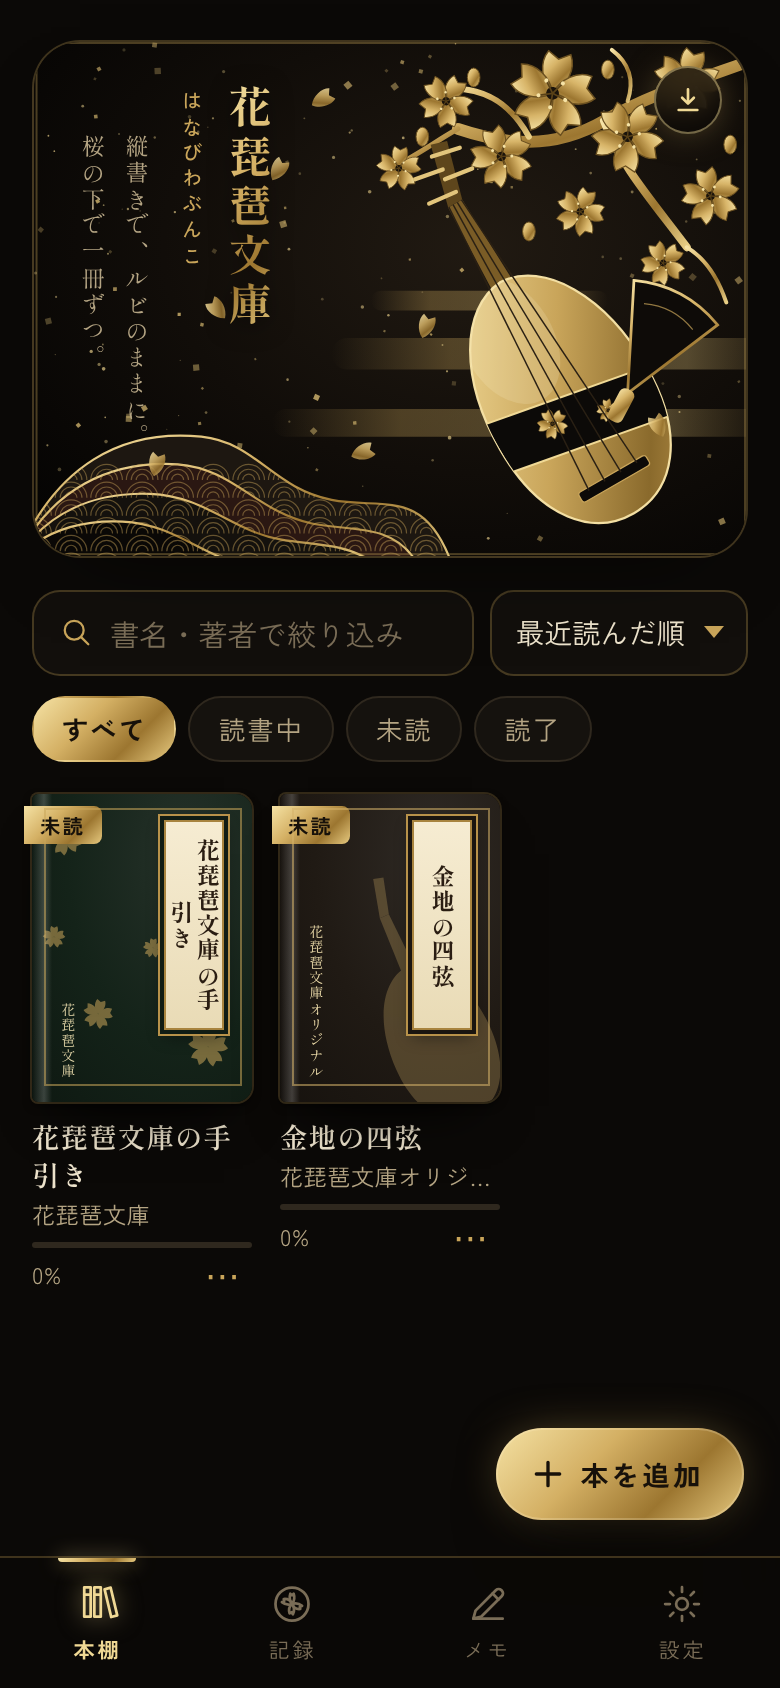 花琵琶文庫
はなびわぶんこ
縦書きで、ルビのままに。
桜の下で一冊ずつ。
書名・著者で絞り込み
最近読んだ順
すべて
読書中
未読
読了
未読
花琵琶文庫の手
引き
花琵琶文庫
未読
金地の四弦
花琵琶文庫オリジナル
花琵琶文庫の手
引き
花琵琶文庫
0%
金地の四弦
花琵琶文庫オリジ…
0%
本を追加
本棚
記録
メモ
設定